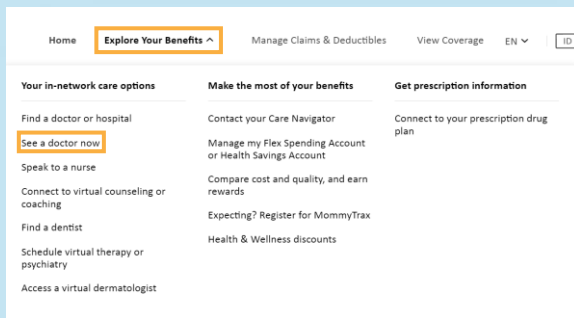 Home Explore Your Benefits Manage Claims & Deductibles View Coverage EN ID
Your in-network care options
Find a doctor or hospital
See a doctor now
Speak to a nurse
Connect to virtual counseling or
coaching
Find a dentist
Schedule virtual therapy or
psychiatry
Access a virtual dermatologist
Make the most of your benefits
Contact your Care Navigator
Manage my Flex Spending Account
or Health Savings Account
Compare cost and quality, and earn
rewards
Expecting? Register for MommyTrax
Health & Wellness discounts
Get prescription information
Connect to your prescription drug
plan